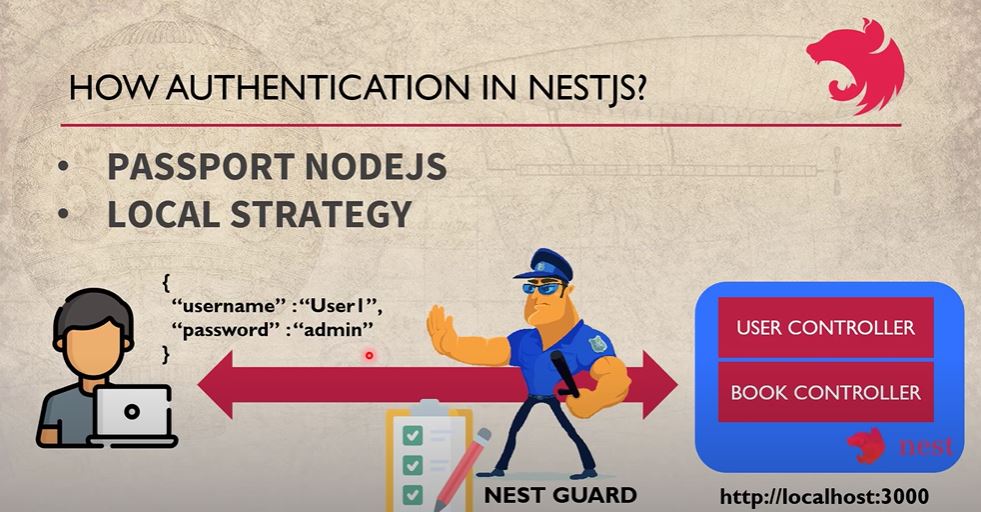 HOW AUTHENTICATION IN NESTJS?
• PASSPORT NODEJS
• LOCAL STRATEGY
{
“username” :“User1”,
“password” :“admin”
}
USER CONTROLLER
BOOK CONTROLLER
nest
NEST GUARD
http://localhost:3000